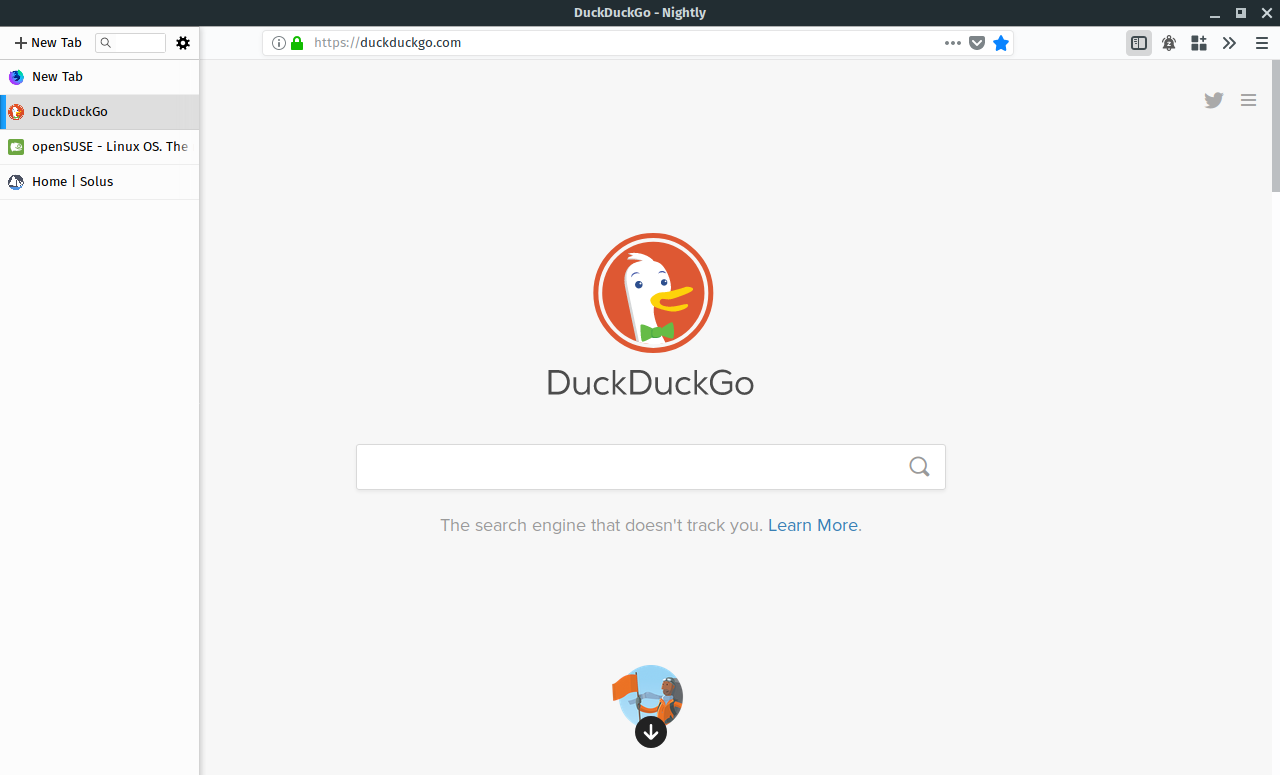 DuckDuckGo - Nightly
New Tab
https://duckduckgo.com
New Tab
DuckDuckGo
openSUSE - Linux OS. The
Home | Solus
DuckDuckGo
The search engine that doesn't track you. Learn More.